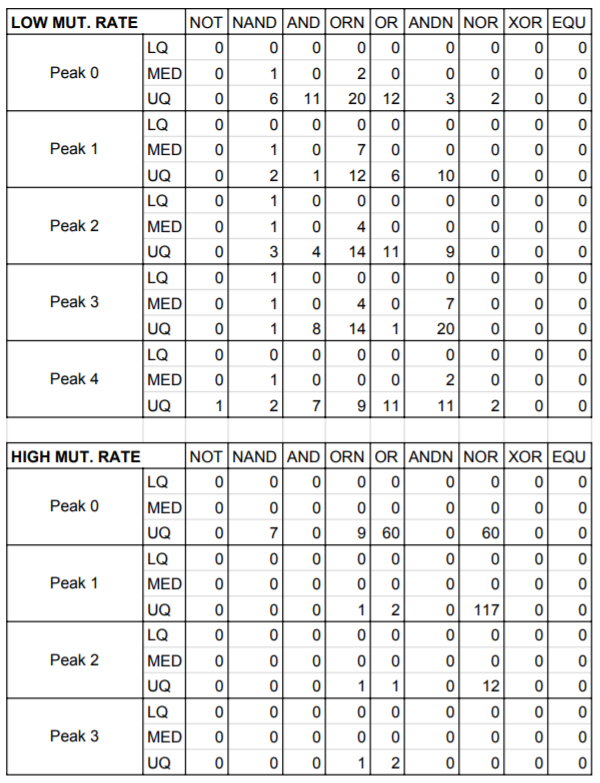 LOW MUT. RATE NOT NAND AND ORN OR ANDN NOR XOR EQU
LQ 0 0 0 0 0 0 0 0 0
Peak 0 MED 0 1 0 2 0 0 0 0 0
UQ 0 6 11 20 12 3 2 0 0
LQ 0 0 0 0 0 0 0 0 0
Peak 1 MED 0 1 0 7 0 0 0 0 0
UQ 0 2 1 12 6 10 0 0 0
LQ 0 1 0 0 0 0 0 0 0
Peak 2 MED 0 1 0 4 0 0 0 0 0
UQ 0 3 4 14 11 9 0 0 0
LQ 0 1 0 0 0 0 0 0 0
Peak 3 MED 0 1 0 4 0 7 0 0 0
UQ 0 1 8 14 1 20 0 0 0
LQ 0 0 0 0 0 0 0 0 0
Peak 4 MED 0 1 0 0 0 2 0 0 0
UQ 1 2 7 9 11 11 2 0 0
HIGH MUT. RATE NOT NAND AND ORN OR ANDN NOR XOR EQU
LQ 0 0 0 0 0 0 0 0 0
Peak 0 MED 0 0 0 0 0 0 0 0 0
UQ 0 7 0 9 60 0 60 0 0
LQ 0 0 0 0 0 0 0 0 0
Peak 1 MED 0 0 0 0 0 0 0 0 0
UQ 0 0 0 1 2 0 117 0 0
LQ 0 0 0 0 0 0 0 0 0
Peak 2 MED 0 0 0 0 0 0 0 0 0
UQ 0 0 0 1 1 0 12 0 0
LQ 0 0 0 0 0 0 0 0 0
Peak 3 MED 0 0 0 0 0 0 0 0 0
UQ 0 0 0 1 2 0 0 0 0